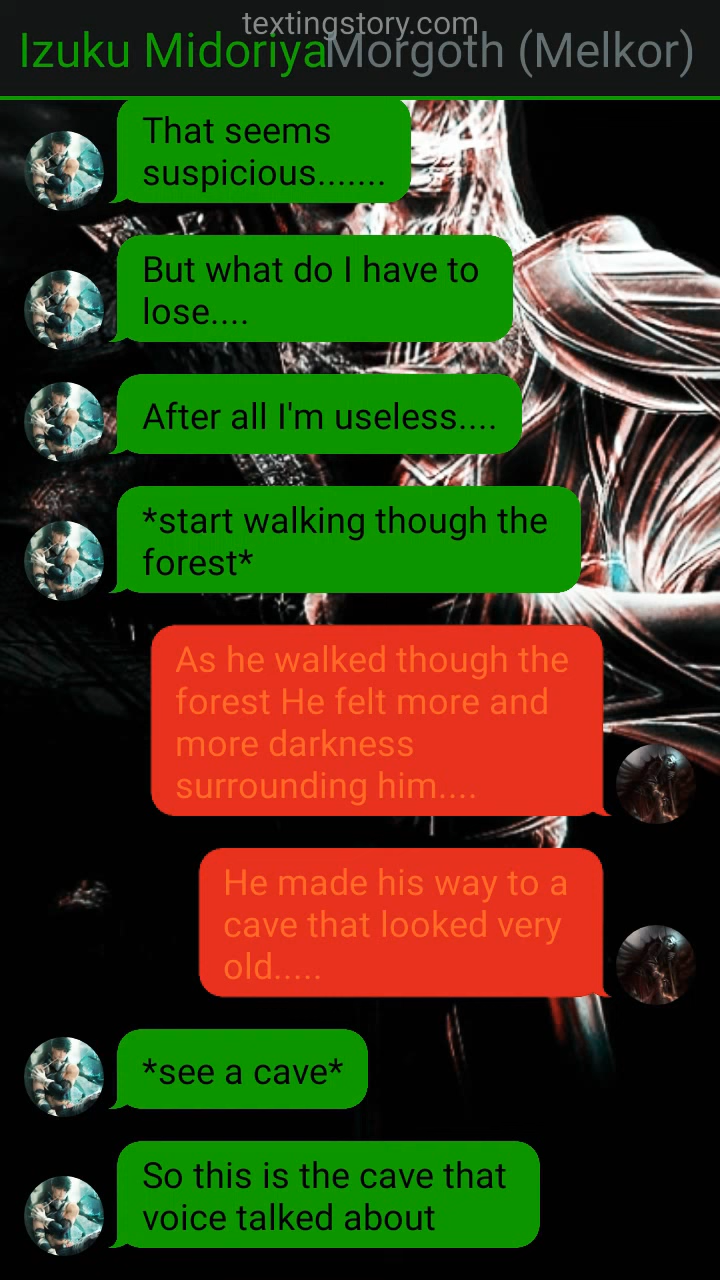 textingstory.com
Izuku Midoriya
Morgoth (Melkor)
That seems
suspicious.......
But what do I have to
lose....
After all I'm useless....
*start walking though the
forest*
As he walked though the
forest He felt more and
more darkness
surrounding him....
He made his way to a
cave that looked very
old.....
*see a cave*
So this is the cave that
voice talked about